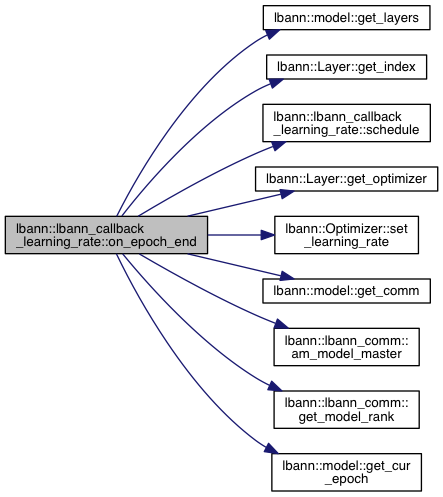 lbann::model::get_layers
lbann::Layer::get_index
lbann::lbann_callback
_learning_rate::schedule
lbann::Layer::get_optimizer
lbann::lbann_callback
_learning_rate::on_epoch_end
lbann::Optimizer::set
_learning_rate
lbann::model::get_comm
lbann::lbann_comm::
am_model_master
lbann::lbann_comm::
get_model_rank
lbann::model::get_cur
_epoch